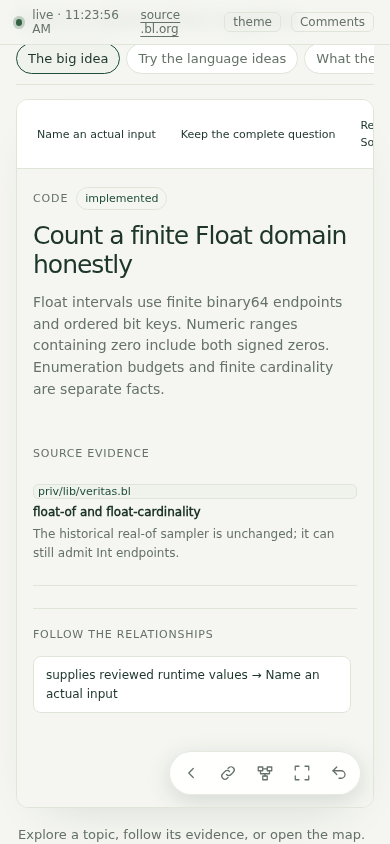 live · 11:23:56 AM
source .bl.org
theme
Comments
The big idea
Try the language ideas
What the
Name an actual input
Keep the complete question
Re
So
CODE
implemented
Count a finite Float domain
honestly
Float intervals use finite binary64 endpoints
and ordered bit keys. Numeric ranges
containing zero include both signed zeros.
Enumeration budgets and finite cardinality
are separate facts.
SOURCE EVIDENCE
priv/lib/veritas.bl
float-of and float-cardinality
The historical real-of sampler is unchanged; it can
still admit Int endpoints.
FOLLOW THE RELATIONSHIPS
supplies reviewed runtime values → Name an
actual input
Explore a topic, follow its evidence, or open the map.